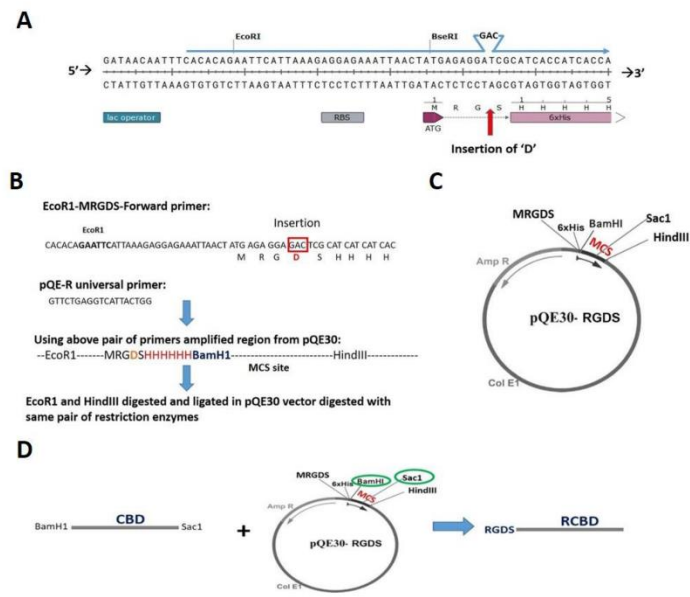 A
EcoRI BseRI GAC
5'→ GATAACAATTTCACACAGAATTCATTAAAGAGGAGAAATTAACTATGAGAGGATCGCATCACCATCACCA →3'
CTATTGTTAAAGTGTGTCTTAAGTAATTTCTCCTCTTTAATTGATACTCTCCTAGCGTAGTGGTAGTGGT
1 1 5
M R G S H H H H H
lac operator RBS ATG 6xHis
Insertion of 'D'
B
EcoR1-MRGDS-Forward primer:
EcoR1 Insertion
CACACAGAATTCATTAAAGAGGAGAAATTAACT ATG AGA GGA GAC TCG CAT CAT CAT CAC
M R G D S H H H H
pQE-R universal primer:
GTTCTGAGGTCATTACTGG
Using above pair of primers amplified region from pQE30:
--EcoR1-------MRGDSHHHHHHBamH1--------------------HindIII------------
MCS site
EcoR1 and HindIII digested and ligated in pQE30 vector digested with
same pair of restriction enzymes
C
MRGDS
6xHis
BamHI
MCS
Sac1
HindIII
Amp R
pQE30- RGDS
Col E1
D
BamH1 CBD Sac1
+
MRGDS
6xHis
BamHI
MCS
Sac1
HindIII
Amp R
pQE30- RGDS
Col E1
RGDS RCBD